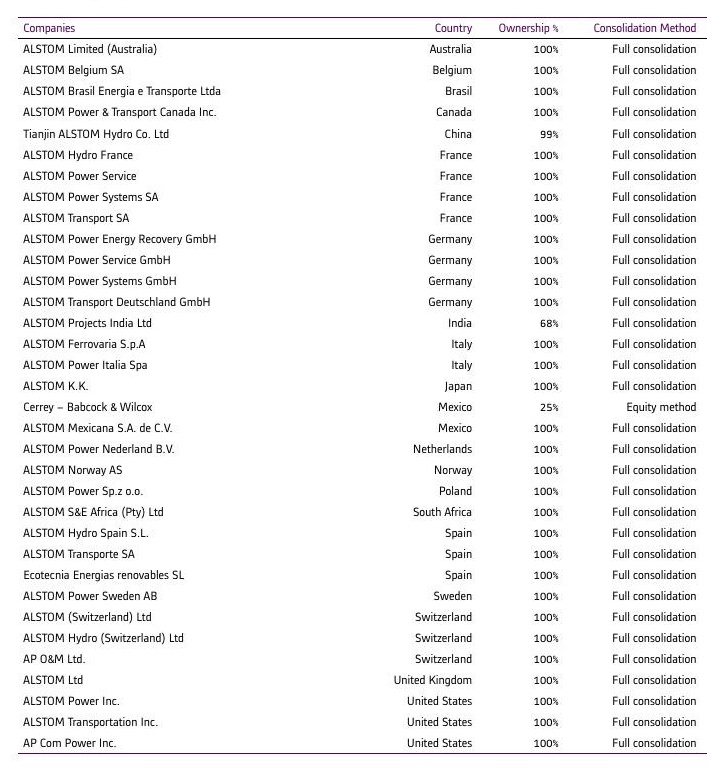 Companies Country Ownership % Consolidation Method
ALSTOM Limited (Australia) Australia 100% Full consolidation
ALSTOM Belgium SA Belgium 100% Full consolidation
ALSTOM Brasil Energia e Transporte Ltda Brasil 100% Full consolidation
ALSTOM Power & Transport Canada Inc. Canada 100% Full consolidation
Tianjin ALSTOM Hydro Co. Ltd China 99% Full consolidation
ALSTOM Hydro France France 100% Full consolidation
ALSTOM Power Service France 100% Full consolidation
ALSTOM Power Systems SA France 100% Full consolidation
ALSTOM Transport SA France 100% Full consolidation
ALSTOM Power Energy Recovery GmbH Germany 100% Full consolidation
ALSTOM Power Service GmbH Germany 100% Full consolidation
ALSTOM Power Systems GmbH Germany 100% Full consolidation
ALSTOM Transport Deutschland GmbH Germany 100% Full consolidation
ALSTOM Projects India Ltd India 68% Full consolidation
ALSTOM Ferrovaria S.p.A Italy 100% Full consolidation
ALSTOM Power Italia Spa Italy 100% Full consolidation
ALSTOM K.K. Japan 100% Full consolidation
Cerrey – Babcock & Wilcox Mexico 25% Equity method
ALSTOM Mexicana S.A. de C.V. Mexico 100% Full consolidation
ALSTOM Power Nederland B.V. Netherlands 100% Full consolidation
ALSTOM Norway AS Norway 100% Full consolidation
ALSTOM Power Sp.z o.o. Poland 100% Full consolidation
ALSTOM S&E Africa (Pty) Ltd South Africa 100% Full consolidation
ALSTOM Hydro Spain S.L. Spain 100% Full consolidation
ALSTOM Transporte SA Spain 100% Full consolidation
Ecotecnia Energias renovables SL Spain 100% Full consolidation
ALSTOM Power Sweden AB Sweden 100% Full consolidation
ALSTOM (Switzerland) Ltd Switzerland 100% Full consolidation
ALSTOM Hydro (Switzerland) Ltd Switzerland 100% Full consolidation
AP O&M Ltd. Switzerland 100% Full consolidation
ALSTOM Ltd United Kingdom 100% Full consolidation
ALSTOM Power Inc. United States 100% Full consolidation
ALSTOM Transportation Inc. United States 100% Full consolidation
AP Com Power Inc. United States 100% Full consolidation